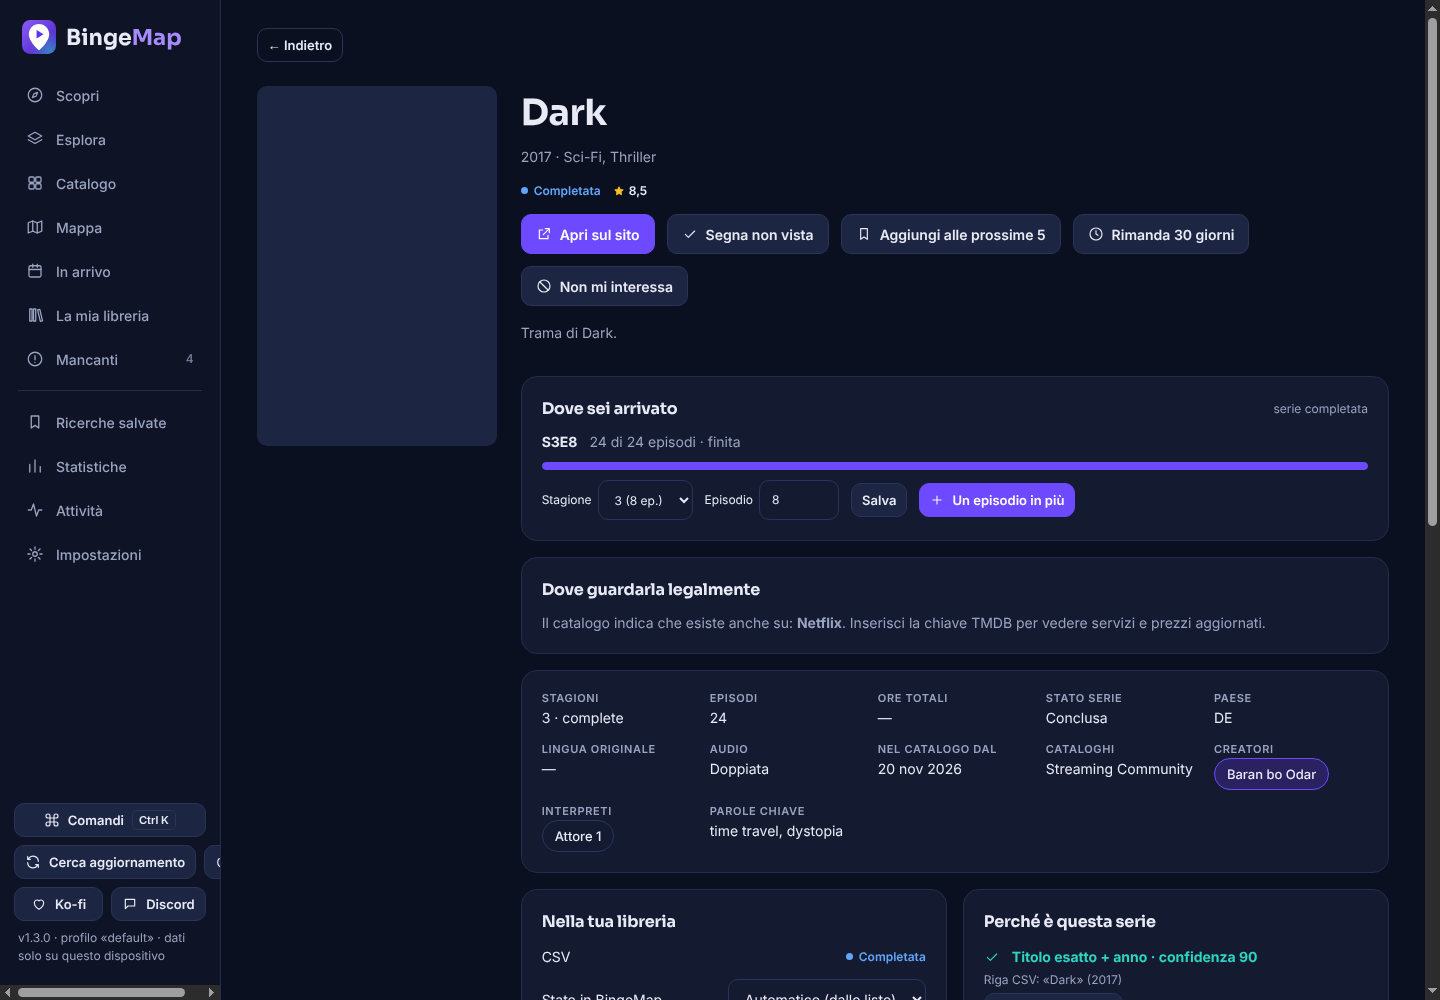 BingeMap
Scopri
Esplora
Catalogo
Mappa
In arrivo
La mia libreria
Mancanti 4
Ricerche salvate
Statistiche
Attività
Impostazioni
Comandi Ctrl K
Cerca aggiornamento
Ko-fi Discord
v1.3.0 · profilo «default» · dati
solo su questo dispositivo
← Indietro
Dark
2017 · Sci-Fi, Thriller
Completata ★ 8,5
Apri sul sito Segna non vista Aggiungi alle prossime 5 Rimanda 30 giorni
Non mi interessa
Trama di Dark.
Dove sei arrivato serie completata
S3E8 24 di 24 episodi · finita
Stagione 3 (8 ep.) Episodio 8 Salva + Un episodio in più
Dove guardarla legalmente
Il catalogo indica che esiste anche su: Netflix. Inserisci la chiave TMDB per vedere servizi e prezzi aggiornati.
STAGIONI EPISODI ORE TOTALI STATO SERIE PAESE
3 · complete 24 — Conclusa DE
LINGUA ORIGINALE AUDIO NEL CATALOGO DAL CATALOGHI CREATORI
— Doppiata 20 nov 2026 Streaming Community Baran bo Odar
INTERPRETI PAROLE CHIAVE
Attore 1 time travel, dystopia
Nella tua libreria
CSV Completata
Stato in BingeMap Automatico (dalle liste)
Perché è questa serie
Titolo esatto + anno · confidenza 90
Riga CSV: «Dark» (2017)